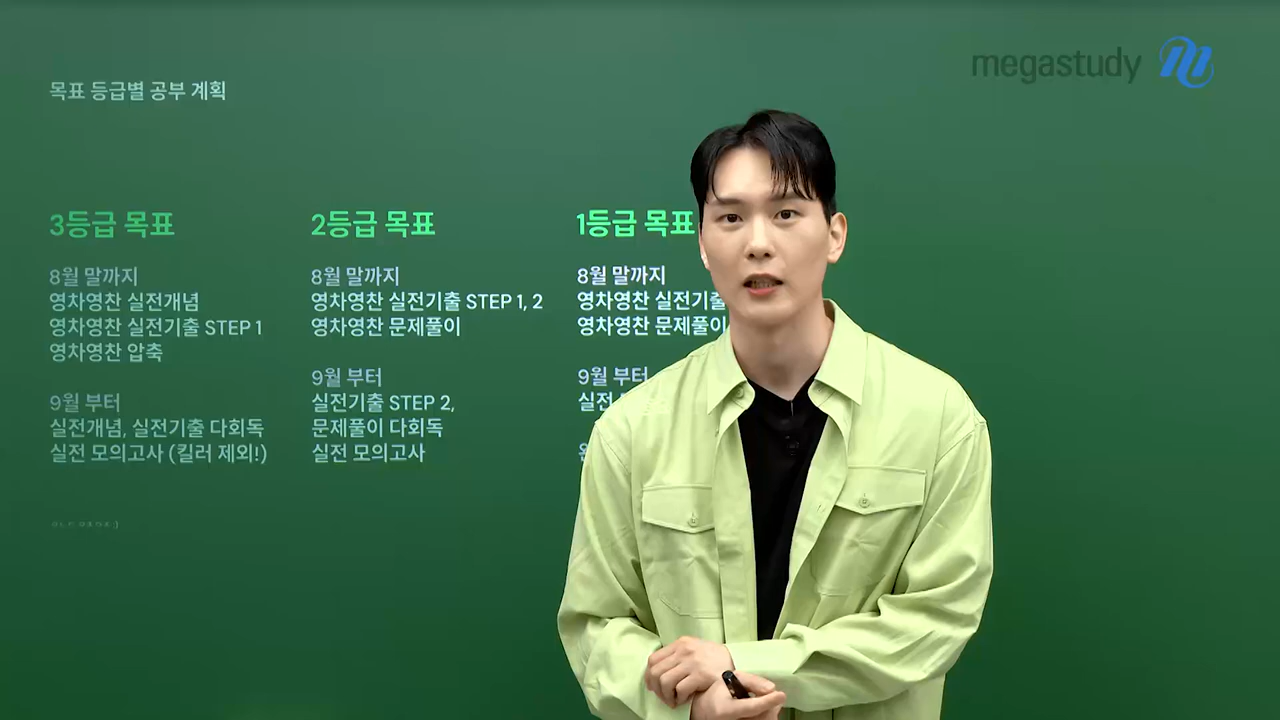 megastudy
목표 등급별 공부 계획
3등급 목표
8월 말까지
영차영찬 실전개념
영차영찬 실전기출 STEP 1
영차영찬 압축
9월 부터
실전개념, 실전기출 다회독
실전 모의고사 (킬러 제외!)
2등급 목표
8월 말까지
영차영찬 실전기출 STEP 1, 2
영차영찬 문제풀이
9월 부터
실전기출 STEP 2,
문제풀이 다회독
실전 모의고사
1등급 목표
8월 말까지
영차영찬 실전기출
영차영찬 문제풀이
9월 부터
실전